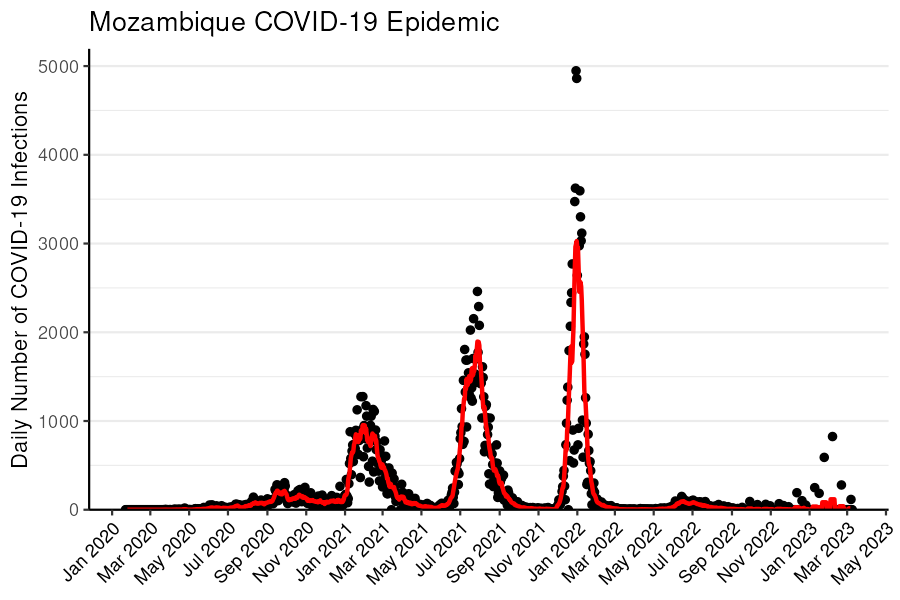 Mozambique COVID-19 Epidemic
Daily Number of COVID-19 Infections
5000
4000
3000
2000
1000
0
Jan 2020
Mar 2020
May 2020
Jul 2020
Sep 2020
Nov 2020
Jan 2021
Mar 2021
May 2021
Jul 2021
Sep 2021
Nov 2021
Jan 2022
Mar 2022
May 2022
Jul 2022
Sep 2022
Nov 2022
Jan 2023
Mar 2023
May 2023